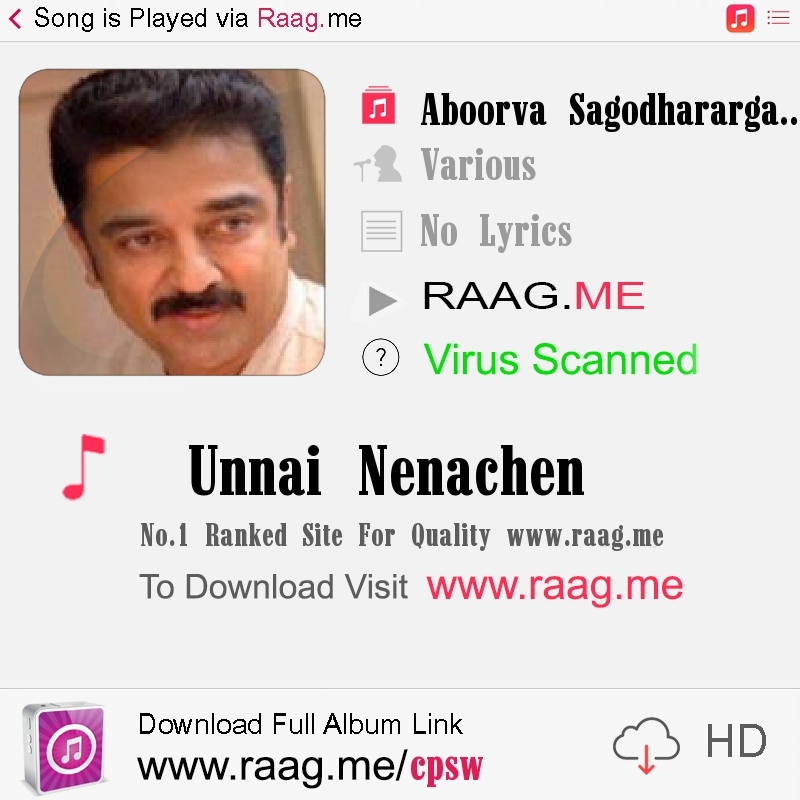 Song is Played via Raag.me
Aboorva Sagodhararga..
Various
No Lyrics
RAAG.ME
? Virus Scanned
Unnai Nenachen
No.1 Ranked Site For Quality www.raag.me
To Download Visit www.raag.me
Download Full Album Link
www.raag.me/cpsw
HD